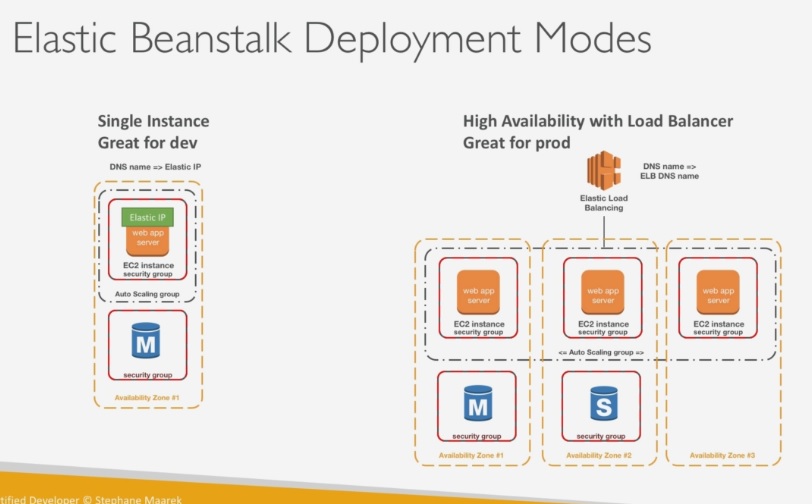 Elastic Beanstalk Deployment Modes
Single Instance
Great for dev
DNS name => Elastic IP
Elastic IP
web app
server
EC2 instance
security group
Auto Scaling group
M
security group
Availability Zone #1
High Availability with Load Balancer
Great for prod
DNS name =>
ELB DNS name
Elastic Load
Balancing
web app
server
EC2 instance
security group
web app
server
EC2 instance
security group
web app
server
EC2 instance
security group
<= Auto Scaling group =>
M
security group
Availability Zone #1
S
security group
Availability Zone #2
Availability Zone #3
Developer © Stephane Maarek